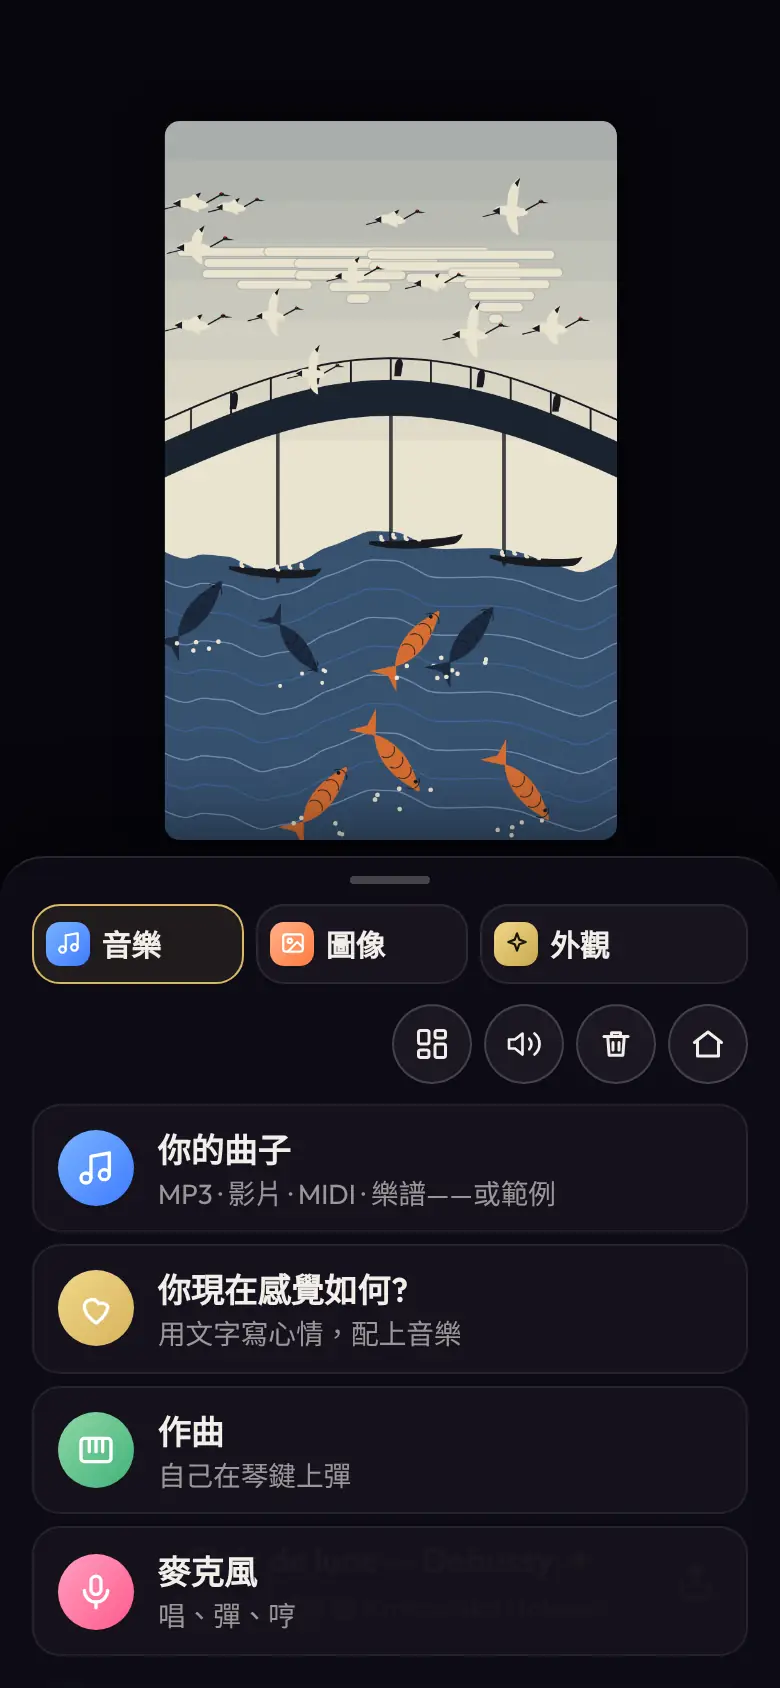 音樂
圖像
外觀
你的曲子
MP3·影片·MIDI·樂譜——或範例
你現在感覺如何?
用文字寫心情，配上音樂
作曲
自己在琴鍵上彈
麥克風
唱、彈、哼